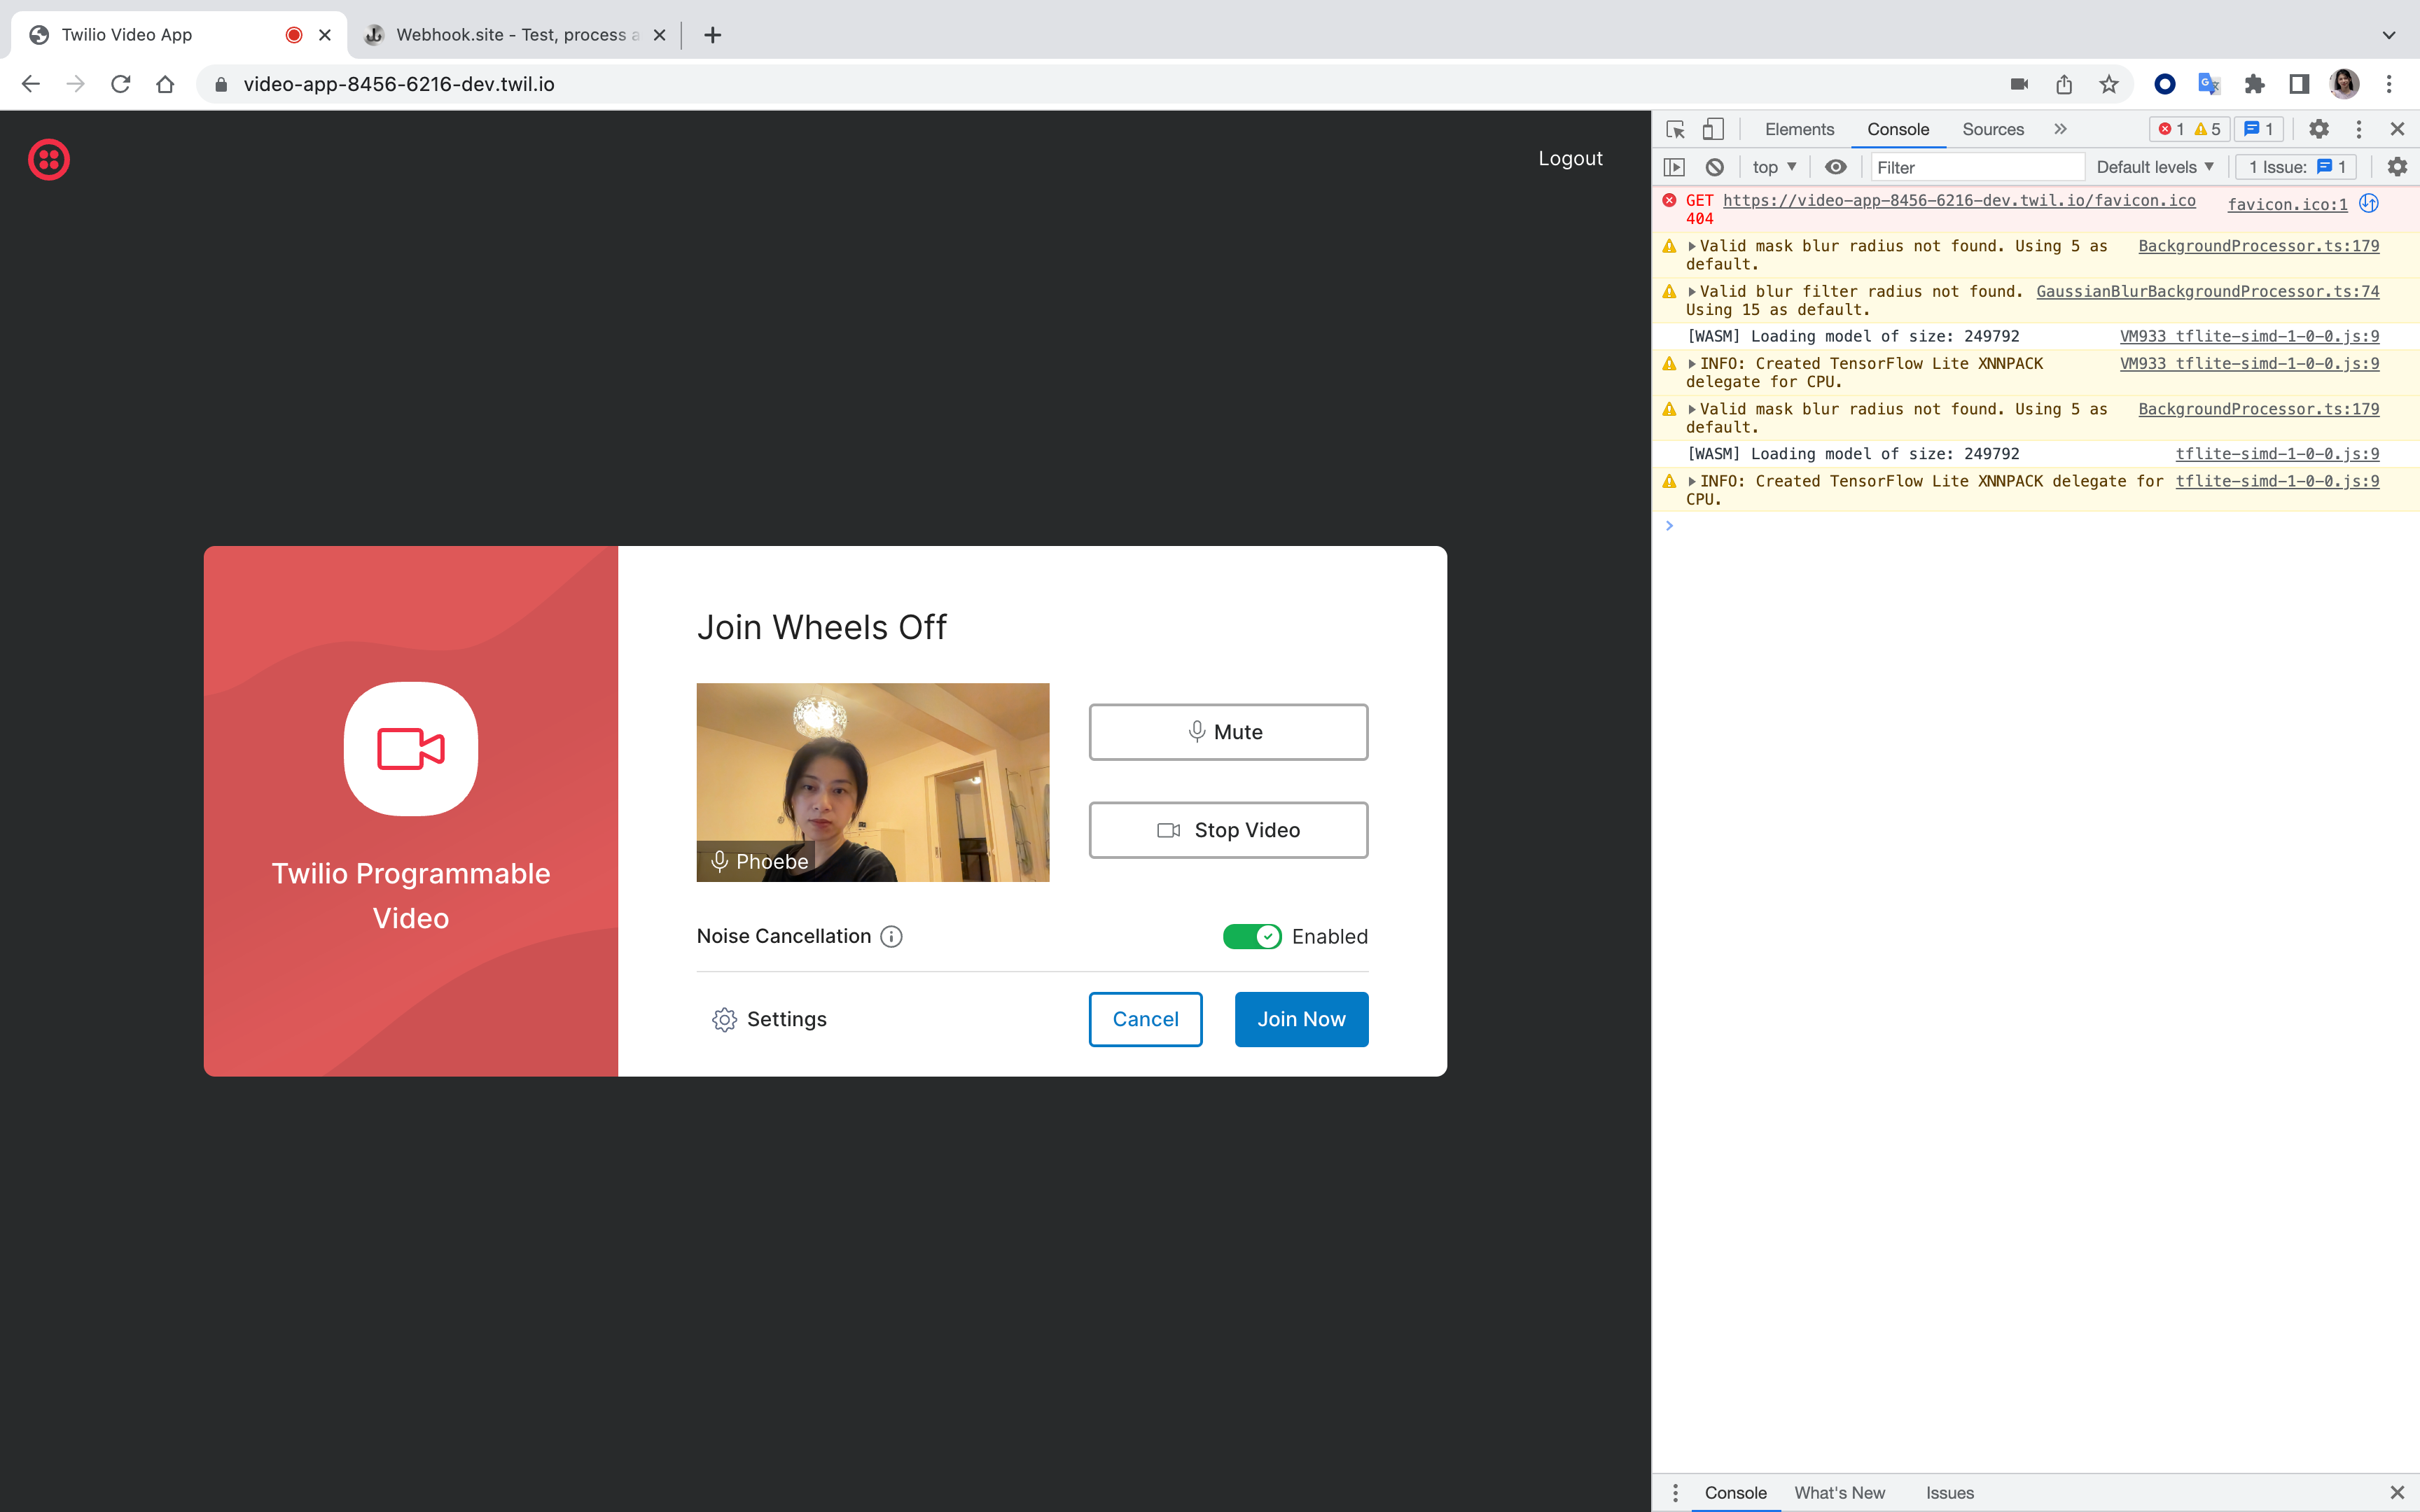 Twilio Video App
Webhook.site - Test, process a
video-app-8456-6216-dev.twil.io
Logout
Join Wheels Off
Mute
Stop Video
Phoebe
Twilio Programmable
Video
Noise Cancellation
Enabled
Settings
Cancel
Join Now
Elements Console Sources 1 5 1
top Filter Default levels 1 Issue: 1
GET https://video-app-8456-6216-dev.twil.io/favicon.ico favicon.ico:1
404
Valid mask blur radius not found. Using 5 as BackgroundProcessor.ts:179
default.
Valid blur filter radius not found. GaussianBlurBackgroundProcessor.ts:74
Using 15 as default.
[WASM] Loading model of size: 249792 VM933 tflite-simd-1-0-0.js:9
INFO: Created TensorFlow Lite XNNPACK VM933 tflite-simd-1-0-0.js:9
delegate for CPU.
Valid mask blur radius not found. Using 5 as BackgroundProcessor.ts:179
default.
[WASM] Loading model of size: 249792 tflite-simd-1-0-0.js:9
INFO: Created TensorFlow Lite XNNPACK delegate for tflite-simd-1-0-0.js:9
CPU.
Console What's New Issues